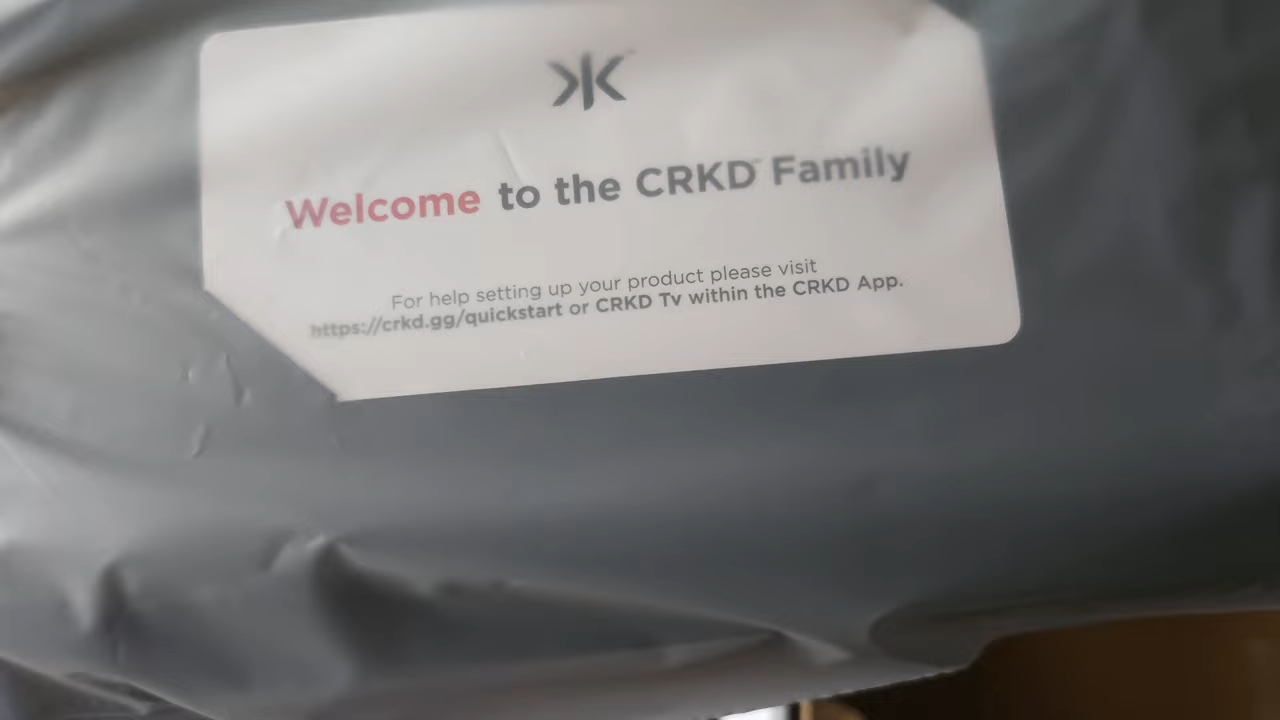 Welcome to the CRKD™ Family
For help setting up your product please visit
https://crkd.gg/quickstart or CRKD Tv within the CRKD App.